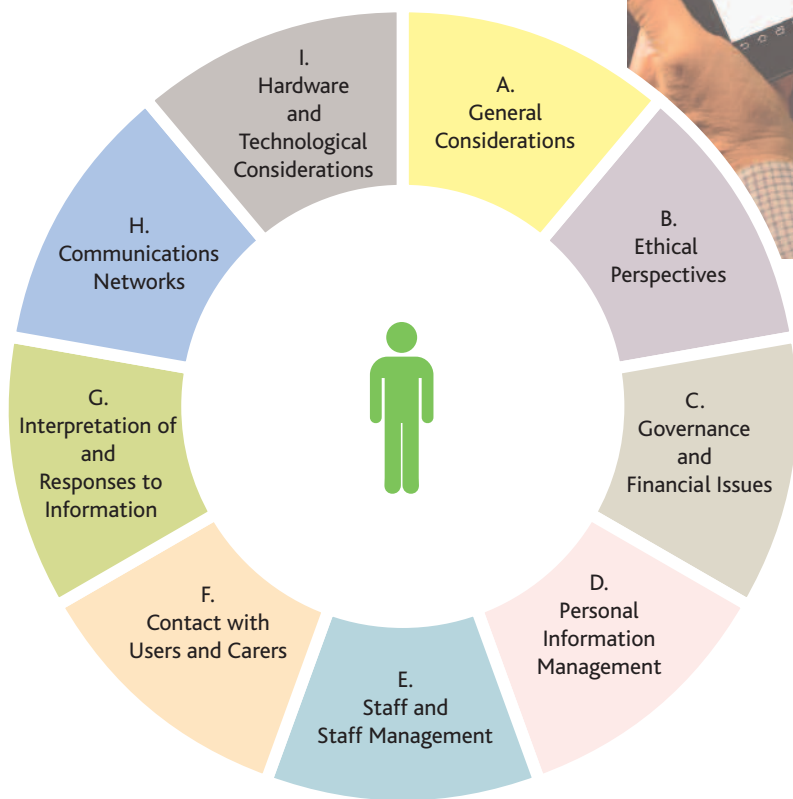 A.
General
Considerations
B.
Ethical
Perspectives
C.
Governance
and
Financial Issues
D.
Personal
Information
Management
E.
Staff and
Staff Management
F.
Contact with
Users and Carers
G.
Interpretation of
and
Responses to
Information
H.
Communications
Networks
I.
Hardware
and
Technological
Considerations